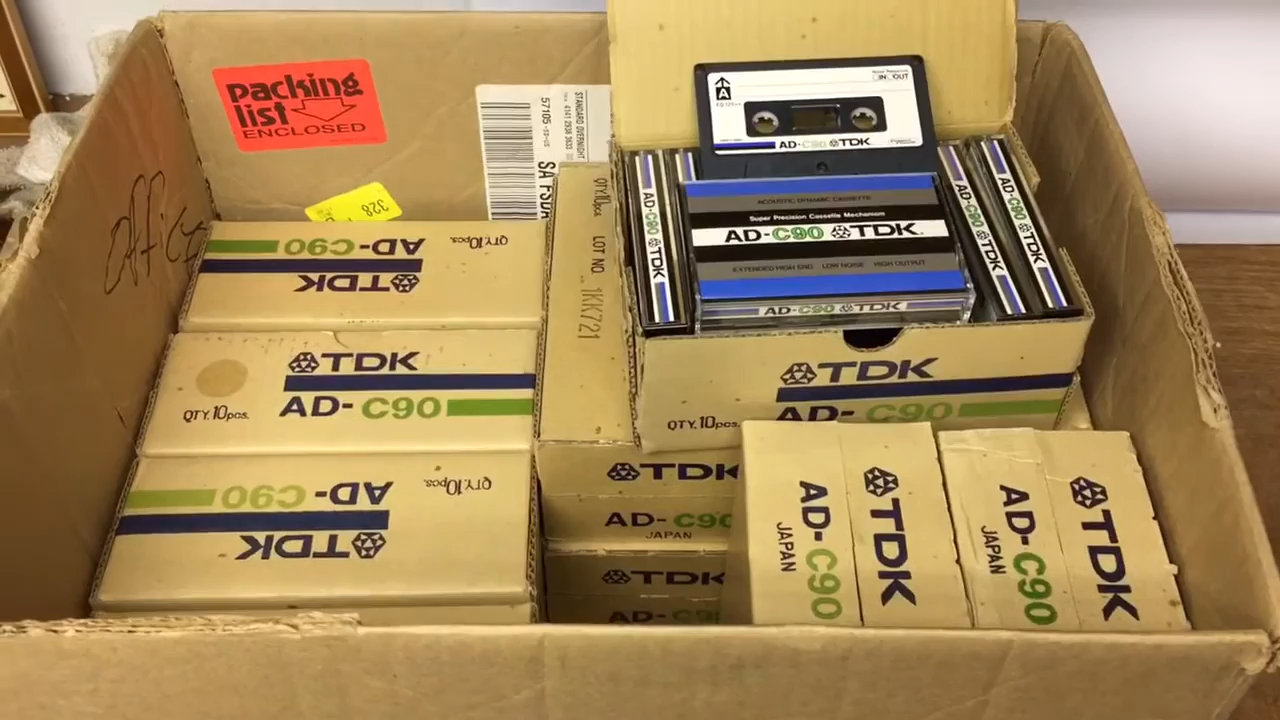 packing
list
ENCLOSED
STANDARD OVERNIGHT
57105
328
Office
AD-C90
TDK
QTY. 10pcs.
TDK
AD-C90
QTY. 10pcs.
AD-C90
TDK
QTY. 10pcs.
QTY. 10pcs.
LOT NO. 1KK721
A
IN OUT
AD-C90 TDK
ACOUSTIC DYNAMIC CASSETTE
Super Precision Cassette Mechanism
AD-C90 TDK
EXTENDED HIGH END LOW NOISE HIGH OUTPUT
AD-C90 TDK
AD-C90 TDK
AD-C90 TDK
AD-C90 TDK
TDK
AD-C90
QTY. 10pcs.
TDK
AD-C90
JAPAN
TDK
AD-C90
AD-C90
JAPAN
TDK
AD-C90
JAPAN
TDK